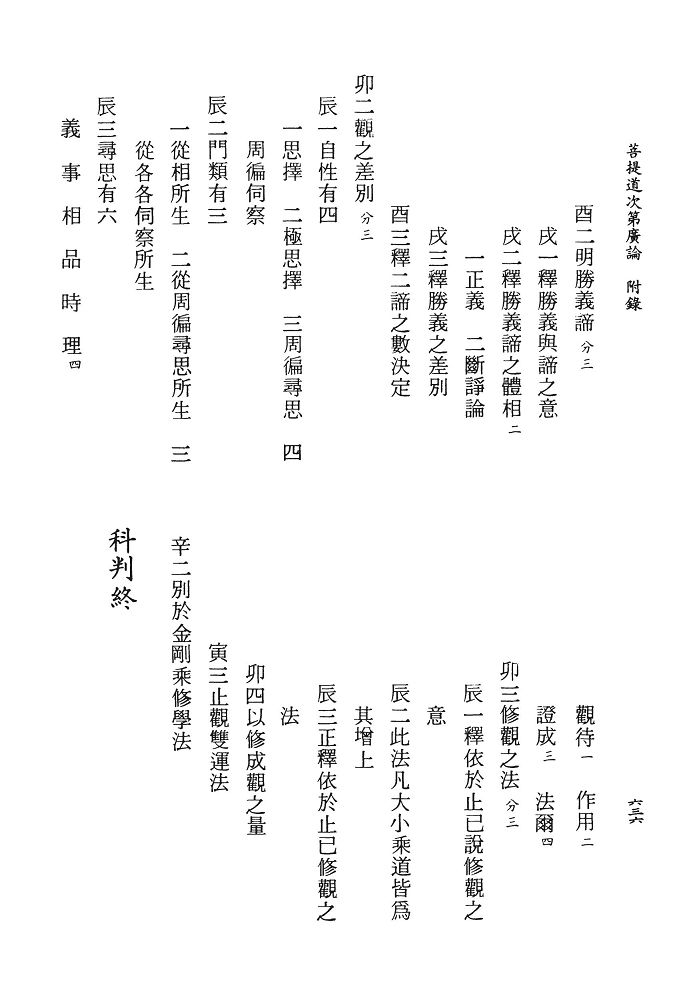 菩提道次第廣論　附錄
六三六
酉二明勝義諦 分三
戌一釋勝義與諦之意
戌二釋勝義諦之體相 二
一正義　二斷諍論
戌三釋勝義之差別
酉三釋二諦之數決定
卯二觀之差別 分三
辰一自性有四
一思擇　二極思擇　三周徧尋思　四
周徧伺察
辰二門類有三
一從相所生　二從周徧尋思所生　三
從各各伺察所生
辰三尋思有六
義　事　相　品　時　理 四
觀待 一　作用 二
證成 三　法爾 四
卯三修觀之法 分三
辰一釋依於止已說修觀之
意
辰二此法凡大小乘道皆為
其增上
辰三正釋依於止已修觀之
法
卯四以修成觀之量
寅三止觀雙運法
辛二別於金剛乘修學法
科判終